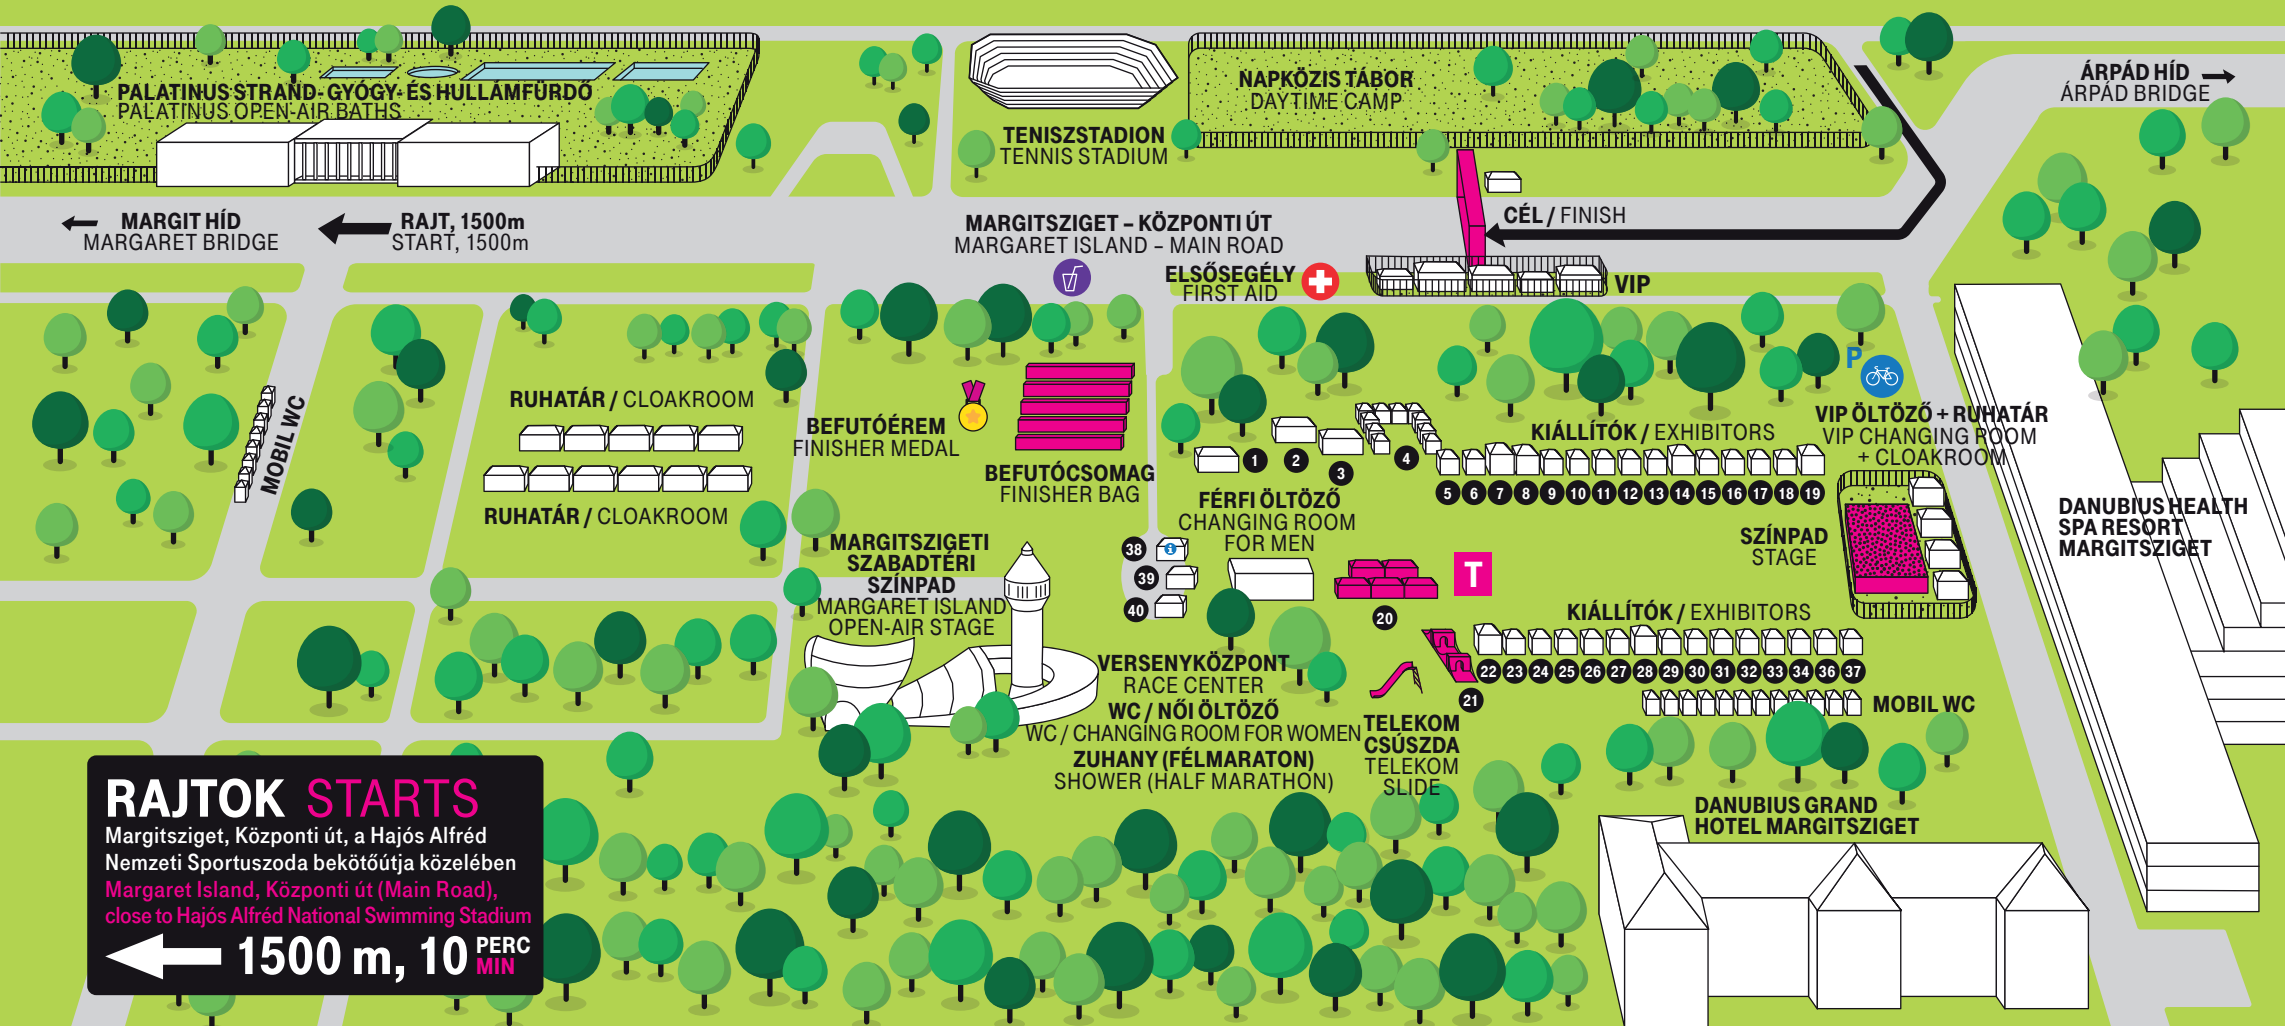 PALATINUS STRAND- GYÓGY- ÉS HULLÁMFÜRDŐ
PALATINUS OPEN-AIR BATHS
TENISZSTADION
TENNIS STADIUM
NAPKÖZIS TÁBOR
DAYTIME CAMP
ÁRPÁD HÍD
ÁRPÁD BRIDGE
MARGIT HÍD
MARGARET BRIDGE
RAJT, 1500m
START, 1500m
MARGITSZIGET – KÖZPONTI ÚT
MARGARET ISLAND – MAIN ROAD
CÉL / FINISH
ELSŐSEGÉLY
FIRST AID
VIP
MOBIL WC
RUHATÁR / CLOAKROOM
RUHATÁR / CLOAKROOM
BEFUTÓÉREM
FINISHER MEDAL
BEFUTÓCSOMAG
FINISHER BAG
1
2
3
4
KIÁLLÍTÓK / EXHIBITORS
5 6 7 8 9 10 11 12 13 14 15 16 17 18 19
P
VIP ÖLTÖZŐ + RUHATÁR
VIP CHANGING ROOM
+ CLOAKROOM
FÉRFI ÖLTÖZŐ
CHANGING ROOM
FOR MEN
SZÍNPAD
STAGE
DANUBIUS HEALTH
SPA RESORT
MARGITSZIGET
MARGITSZIGETI
SZABADTÉRI
SZÍNPAD
MARGARET ISLAND
OPEN-AIR STAGE
38
i
39
40
T
20
KIÁLLÍTÓK / EXHIBITORS
22 23 24 25 26 27 28 29 30 31 32 33 34 36 37
21
MOBIL WC
VERSENYKÖZPONT
RACE CENTER
WC / NŐI ÖLTÖZŐ
WC / CHANGING ROOM FOR WOMEN
ZUHANY (FÉLMARATON)
SHOWER (HALF MARATHON)
TELEKOM
CSÚSZDA
TELEKOM
SLIDE
DANUBIUS GRAND
HOTEL MARGITSZIGET
RAJTOK STARTS
Margitsziget, Központi út, a Hajós Alfréd
Nemzeti Sportuszoda bekötőútja közelében
Margaret Island, Központi út (Main Road),
close to Hajós Alfréd National Swimming Stadium
1500 m, 10 PERC
MIN